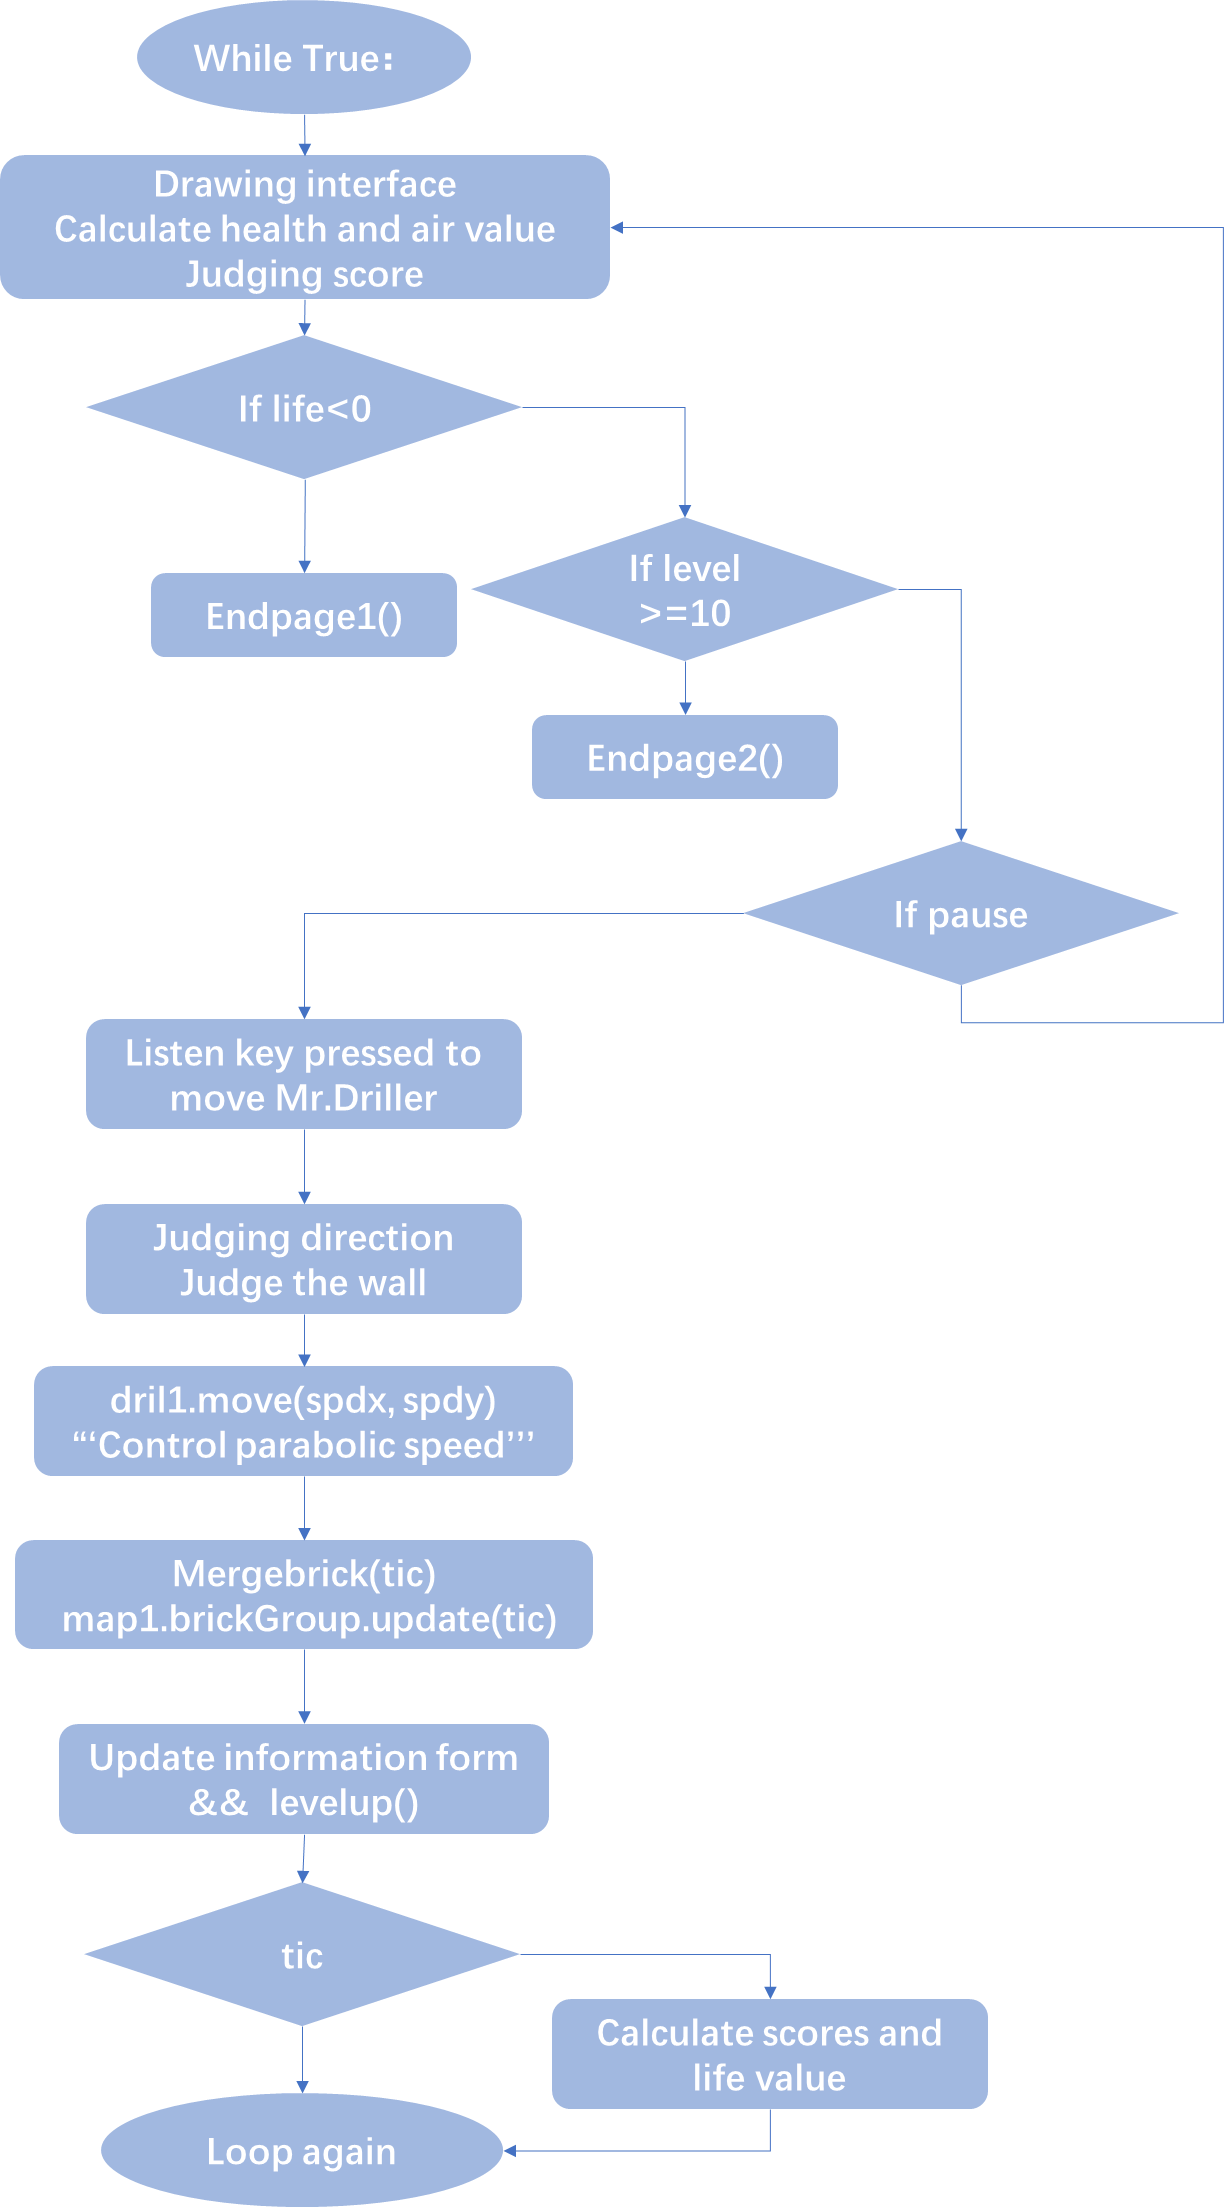 While True：
Drawing interface
Calculate health and air value
Judging score
If life<0
If level
>=10
Endpage1()
Endpage2()
If pause
Listen key pressed to
move Mr.Driller
Judging direction
Judge the wall
dril1.move(spdx, spdy)
“‘Control parabolic speed’’’
Mergebrick(tic)
map1.brickGroup.update(tic)
Update information form
&&  levelup()
tic
Calculate scores and
life value
Loop again